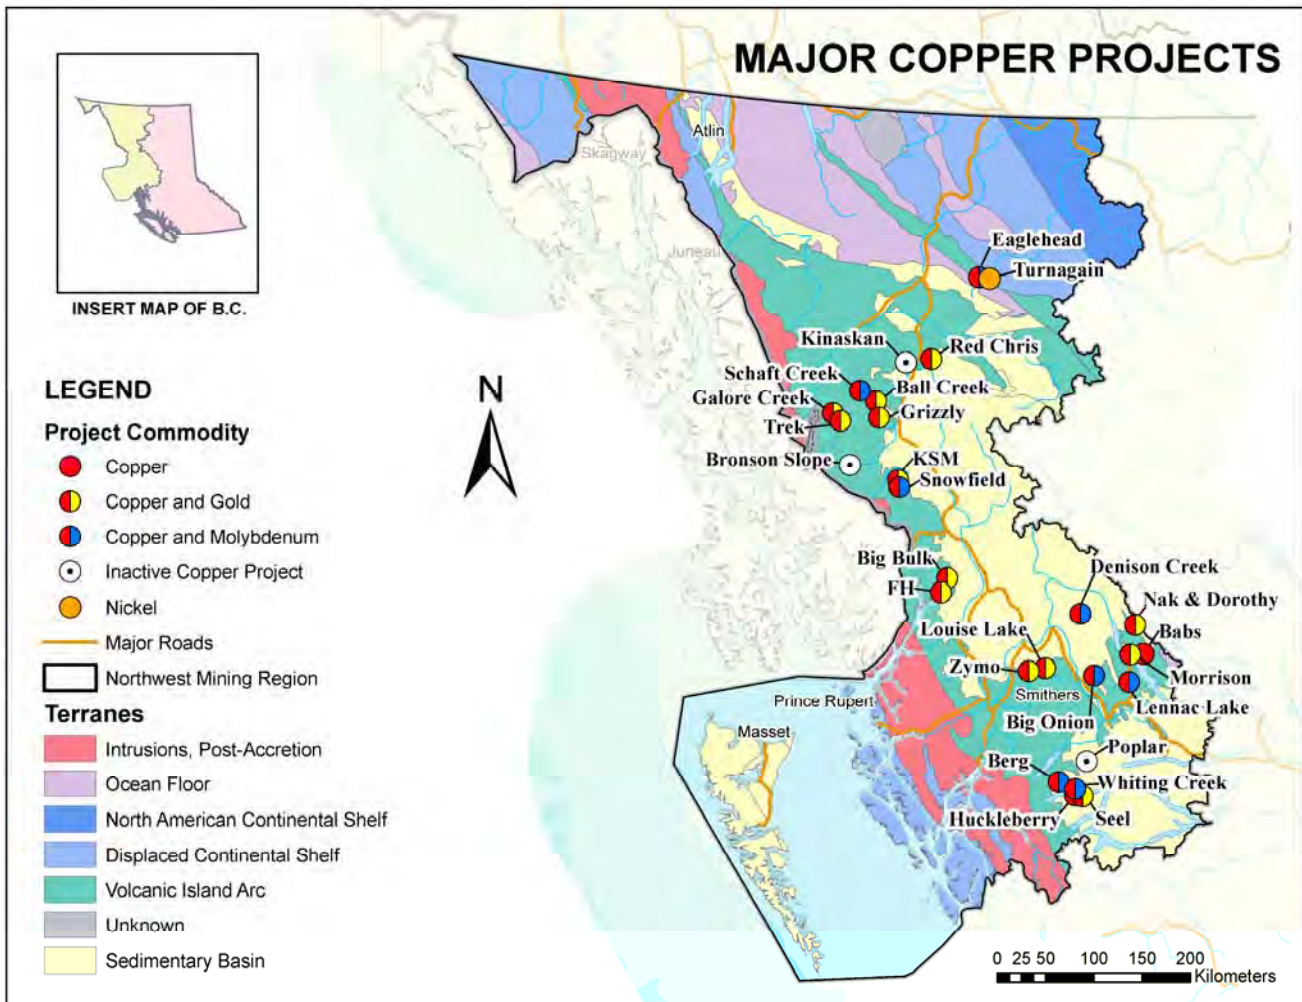 MAJOR COPPER PROJECTS
INSERT MAP OF B.C.
LEGEND
Project Commodity
Copper
Copper and Gold
Copper and Molybdenum
Inactive Copper Project
Nickel
Major Roads
Northwest Mining Region
Terranes
Intrusions, Post-Accretion
Ocean Floor
North American Continental Shelf
Displaced Continental Shelf
Volcanic Island Arc
Unknown
Sedimentary Basin
N
Atlin
Skagway
Juneau
Eaglehead
Turnagain
Kinaskan
Red Chris
Schaft Creek
Ball Creek
Galore Creek
Grizzly
Trek
Bronson Slope
KSM
Snowfield
Big Bulk
FH
Denison Creek
Nak & Dorothy
Louise Lake
Babs
Zymo
Morrison
Smithers
Lennac Lake
Prince Rupert
Big Onion
Masset
Poplar
Berg
Whiting Creek
Huckleberry
Seel
0 25 50 100 150 200
Kilometers